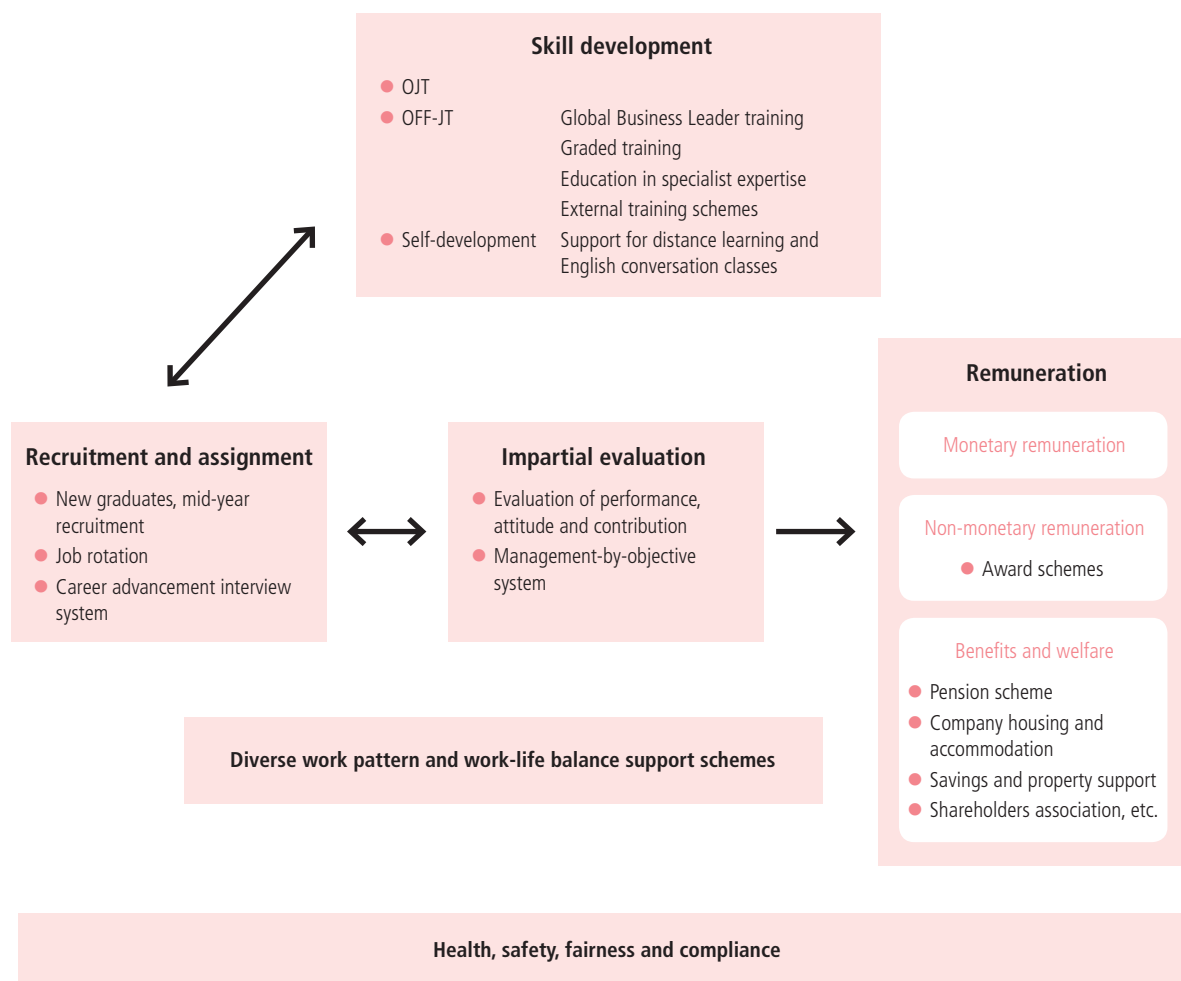 Skill development
OJT
OFF-JT Global Business Leader training
Graded training
Education in specialist expertise
External training schemes
Self-development Support for distance learning and
English conversation classes
Recruitment and assignment
New graduates, mid-year
recruitment
Job rotation
Career advancement interview
system
Impartial evaluation
Evaluation of performance,
attitude and contribution
Management-by-objective
system
Remuneration
Monetary remuneration
Non-monetary remuneration
Award schemes
Benefits and welfare
Pension scheme
Company housing and
accommodation
Savings and property support
Shareholders association, etc.
Diverse work pattern and work-life balance support schemes
Health, safety, fairness and compliance